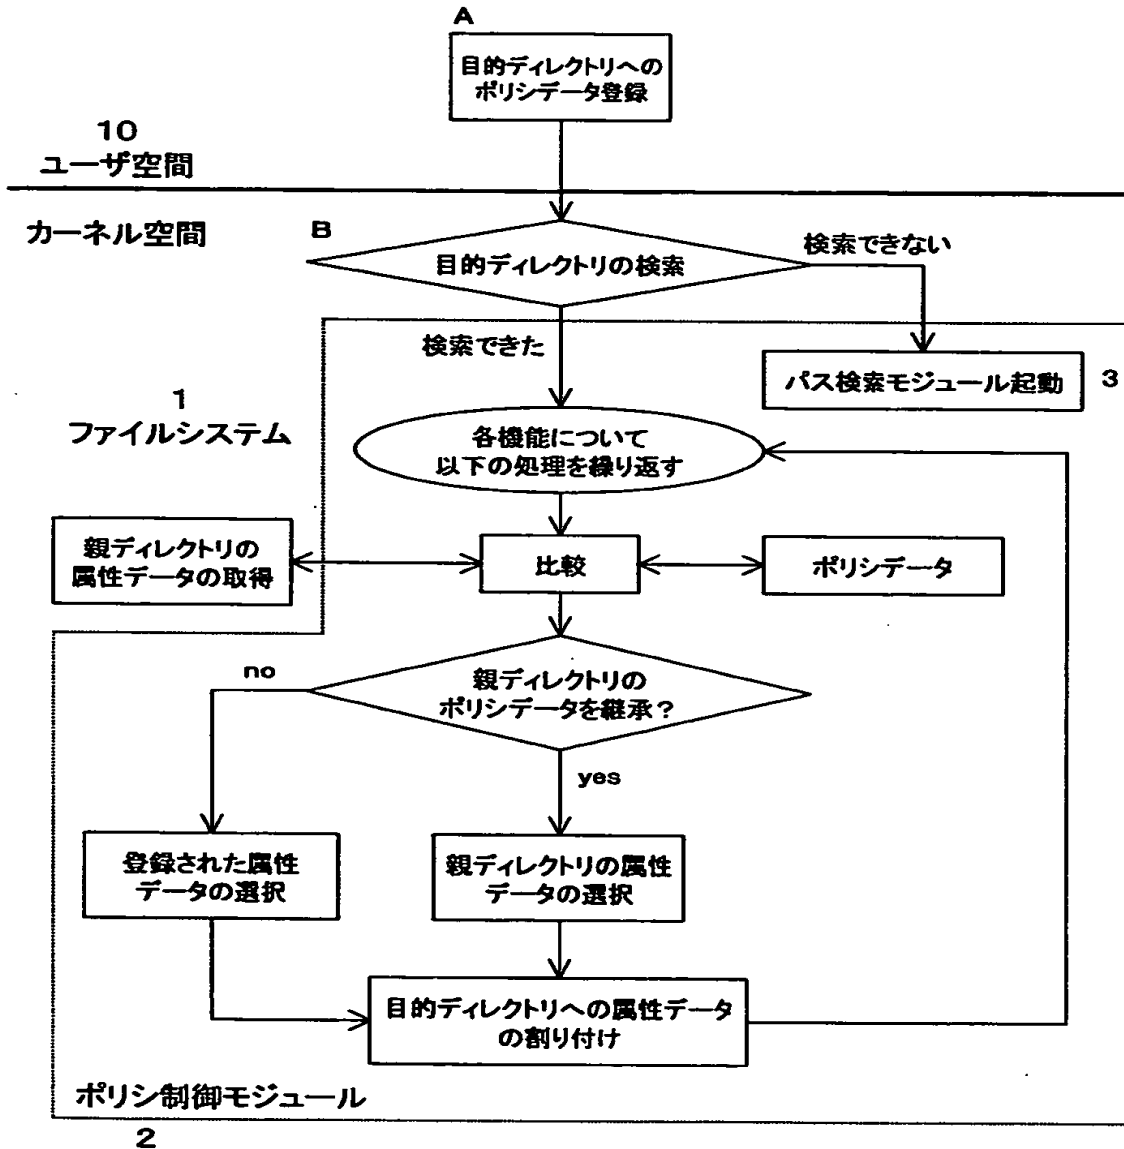 A
目的ディレクトリへの
ポリシデータ登録
10
ユーザ空間
カーネル空間
B
目的ディレクトリの検索
検索できない
検索できた
パス検索モジュール起動
3
1
ファイルシステム
各機能について
以下の処理を繰り返す
親ディレクトリの
属性データの取得
比較
ポリシデータ
no
親ディレクトリの
ポリシデータを継承?
yes
登録された属性
データの選択
親ディレクトリの属性
データの選択
目的ディレクトリへの属性データ
の割り付け
ポリシ制御モジュール
2